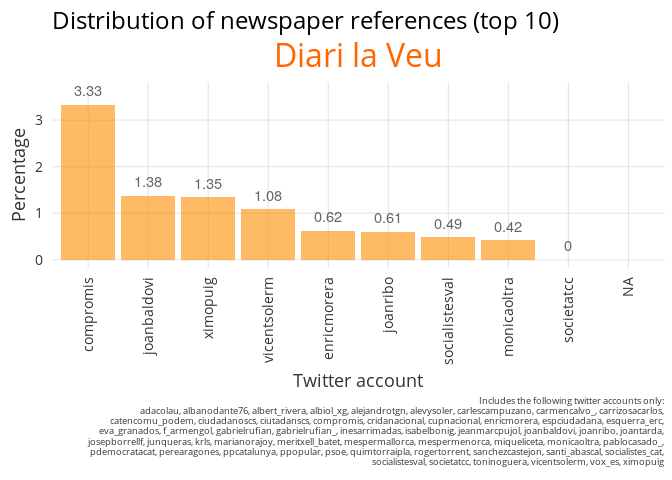 Distribution of newspaper references (top 10)
Diari la Veu
3.33
1.38
1.35
1.08
0.62
0.61
0.49
0.42
0
3
2
1
0
Percentage
compromis
joanbaldovi
ximopuig
vicentsolerm
enricmorera
joanribo
socialistesval
monicaoltra
societatcc
NA
Twitter account
Includes the following twitter accounts only:
adacolau, albanodante76, albert_rivera, albiol_xg, alejandrotgn, alevysoler, carlescampuzano, carmencalvo_, carrizosacarlos,
catencomu_podem, ciudadanoscs, ciutadanscs, compromis, cridanacional, cupnacional, enricmorera, espciudadana, esquerra_erc,
eva_granados, f_armengol, gabrielrufian, gabrielrufian_, inesarrimadas, isabelbonig, jeanmarcpujol, joanbaldovi, joanribo, joantarda,
josepborrellf, junqueras, krls, marianorajoy, meritxell_batet, mespermallorca, mespermenorca, miqueliceta, monicaoltra, pablocasado_,
pdemocratacat, perearagones, ppcatalunya, ppopular, psoe, quimtorraipla, rogertorrent, sanchezcastejon, santi_abascal, socialistes_cat,
socialistesval, societatcc, toninoguera, vicentsolerm, vox_es, ximopuig